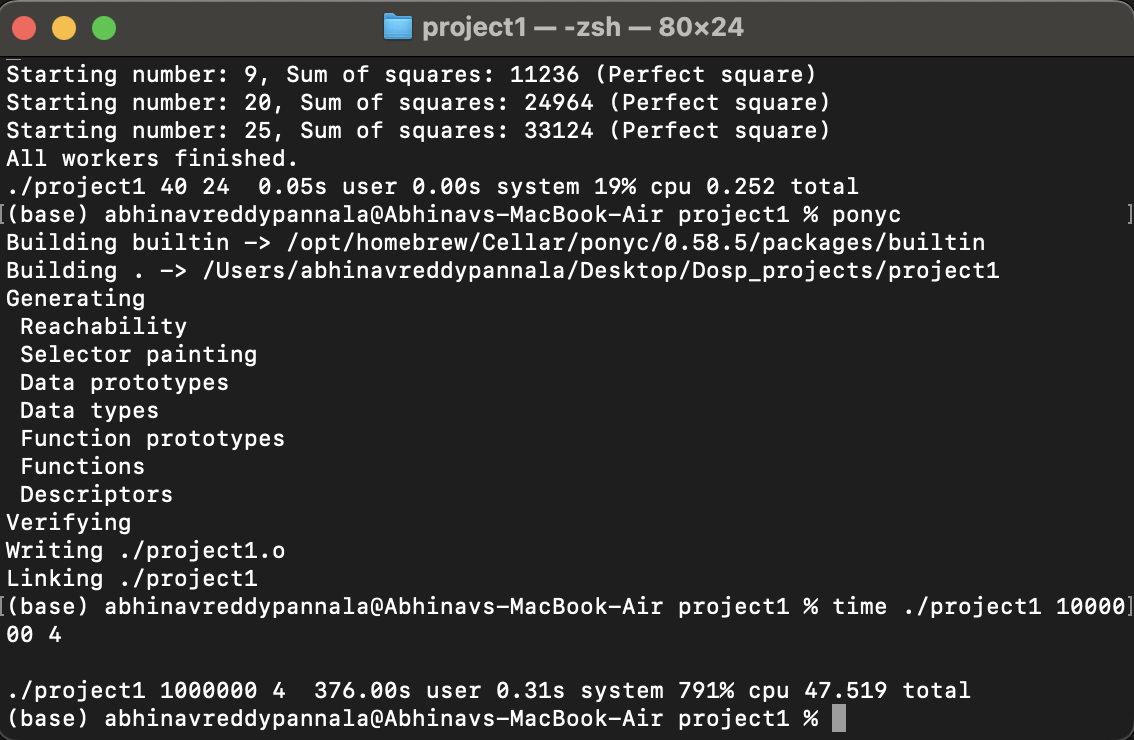 project1 — -zsh — 80×24
Starting number: 9, Sum of squares: 11236 (Perfect square)
Starting number: 20, Sum of squares: 24964 (Perfect square)
Starting number: 25, Sum of squares: 33124 (Perfect square)
All workers finished.
./project1 40 24  0.05s user 0.00s system 19% cpu 0.252 total
[(base) abhinavreddypannala@Abhinavs-MacBook-Air project1 % ponyc                ]
Building builtin -> /opt/homebrew/Cellar/ponyc/0.58.5/packages/builtin
Building . -> /Users/abhinavreddypannala/Desktop/Dosp_projects/project1
Generating
 Reachability
 Selector painting
 Data prototypes
 Data types
 Function prototypes
 Functions
 Descriptors
Verifying
Writing ./project1.o
Linking ./project1
[(base) abhinavreddypannala@Abhinavs-MacBook-Air project1 % time ./project1 10000]
00 4
./project1 1000000 4  376.00s user 0.31s system 791% cpu 47.519 total
(base) abhinavreddypannala@Abhinavs-MacBook-Air project1 %